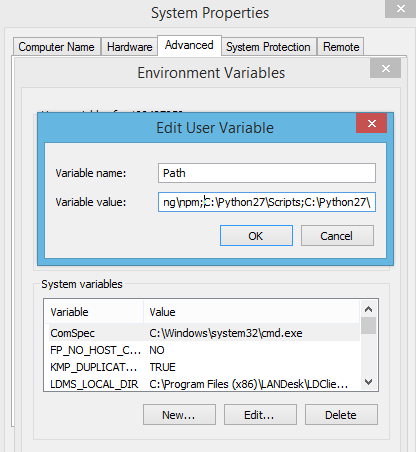 System Properties
Computer Name Hardware Advanced System Protection Remote
Environment Variables
Edit User Variable
Variable name: Path
Variable value: ng\npm;C:\Python27\Scripts;C:\Python27\
OK Cancel
System variables
Variable Value
ComSpec C:\Windows\system32\cmd.exe
FP_NO_HOST_C... NO
KMP_DUPLICAT... TRUE
LDMS_LOCAL_DIR C:\Program Files (x86)\LANDesk\LDClie...
New... Edit... Delete